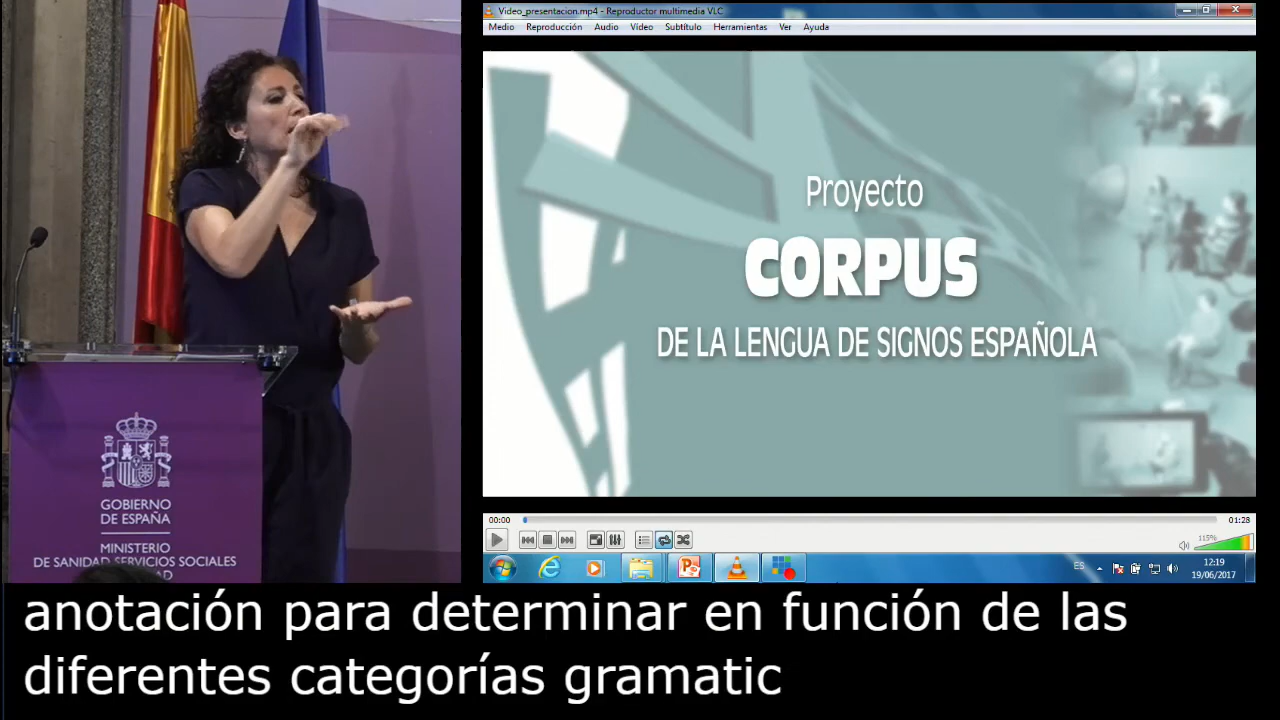 Video_presentacion.mp4 - Reproductor multimedia VLC
Medio Reproducción Audio Vídeo Subtítulo Herramientas Ver Ayuda
Proyecto
CORPUS
DE LA LENGUA DE SIGNOS ESPAÑOLA
00:00
01:28
115%
ES
12:19
19/06/2017
GOBIERNO
DE ESPAÑA
MINISTERIO
DE SANIDAD, SERVICIOS SOCIALES
anotación para determinar en función de las
diferentes categorías gramatic